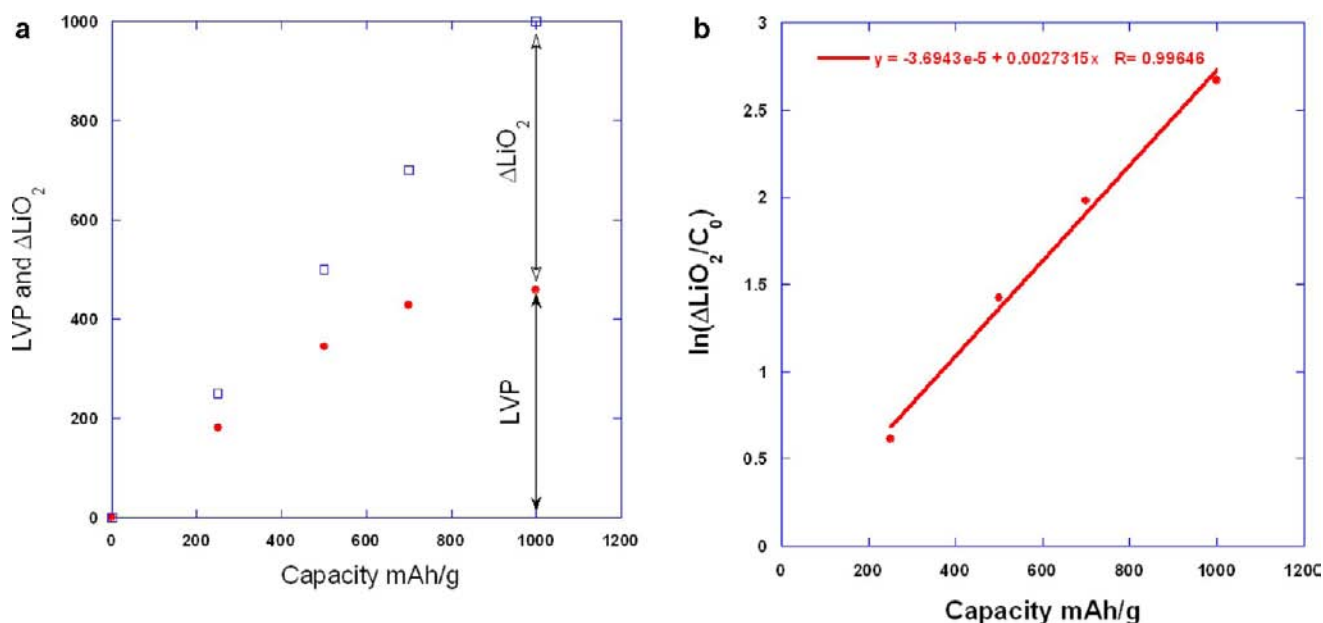 a
1000
800
600
400
200
0
LVP and ΔLiO₂
ΔLiO₂
LVP
0 200 400 600 800 1000 1200
Capacity mAh/g
b
3
2.5
2
1.5
1
0.5
0
ln(ΔLiO₂/C₀)
y = -3.6943e-5 + 0.0027315x R= 0.99646
0 200 400 600 800 1000 1200
Capacity mAh/g